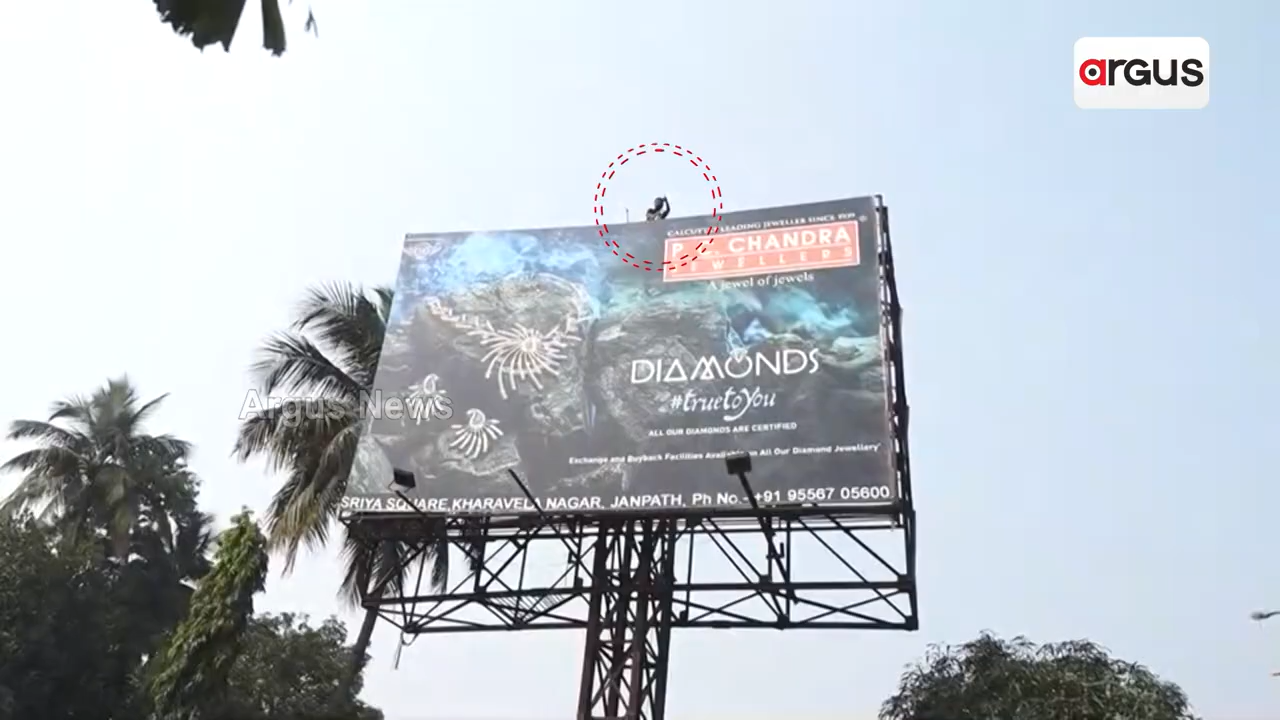 argus
CALCUTTA'S LEADING JEWELLER SINCE 1939
P. C. CHANDRA
JEWELLERS
A jewel of jewels
DIAMONDS
#truetoYou
ALL OUR DIAMONDS ARE CERTIFIED
Exchange and Buyback Facilities Available on All Our Diamond Jewellery*
Argus News
SRIYA SQUARE, KHARAVELA NAGAR, JANPATH, Ph No.- +91 95567 05600